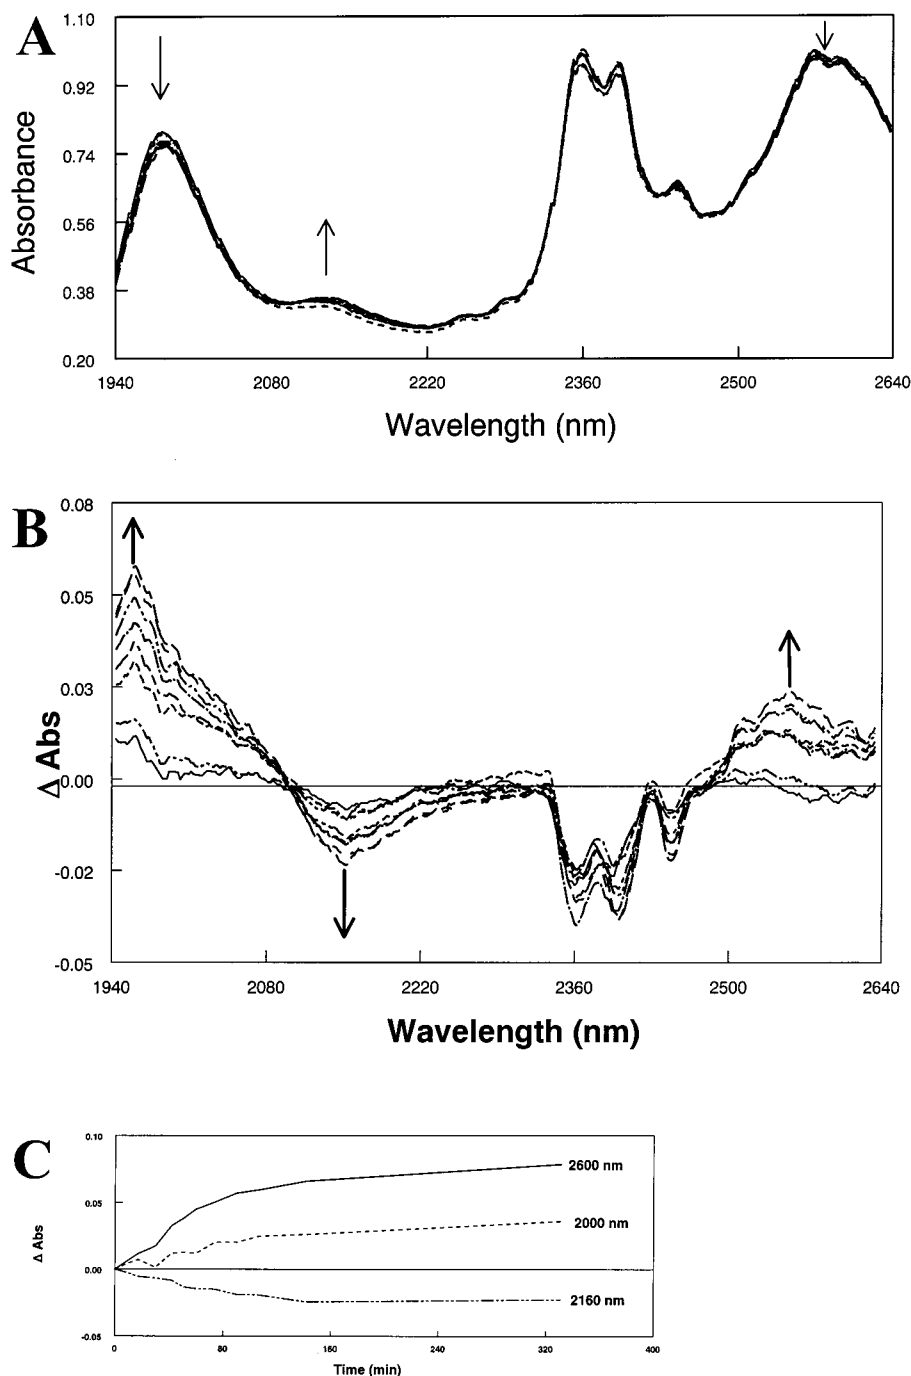 A
1.10
0.92
0.74
0.56
0.38
0.20
Absorbance
1940 2080 2220 2360 2500 2640
Wavelength (nm)
B
0.08
0.05
0.03
0.00
-0.02
-0.05
Δ Abs
1940 2080 2220 2360 2500 2640
Wavelength (nm)
C
0.10
0.05
0.00
-0.05
Δ Abs
2600 nm
2000 nm
2160 nm
0 80 160 240 320 400
Time (min)